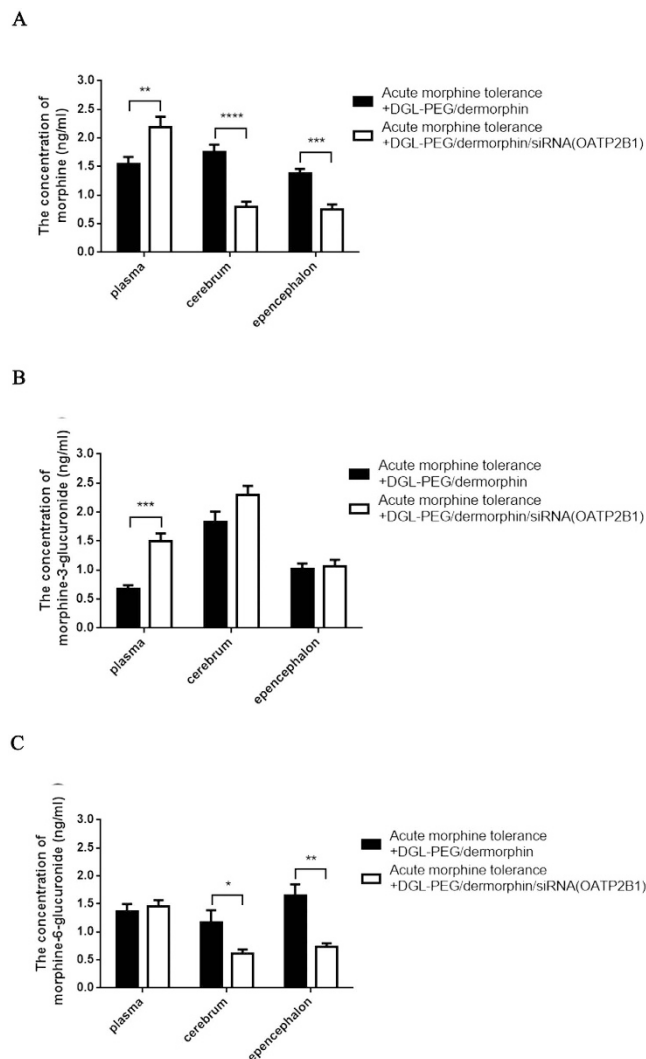 A
The concentration of
morphine (ng/ml)
3.0
2.5
2.0
1.5
1.0
0.5
0.0
**
****
***
plasma
cerebrum
epencephalon
Acute morphine tolerance
+DGL-PEG/dermorphin
Acute morphine tolerance
+DGL-PEG/dermorphin/siRNA(OATP2B1)
B
The concentration of
morphine-3-glucuronide (ng/ml)
3.0
2.5
2.0
1.5
1.0
0.5
0.0
***
plasma
cerebrum
epencephalon
Acute morphine tolerance
+DGL-PEG/dermorphin
Acute morphine tolerance
+DGL-PEG/dermorphin/siRNA(OATP2B1)
C
The concentration of
morphine-6-glucuronide (ng/ml)
3.0
2.5
2.0
1.5
1.0
0.5
0.0
*
**
plasma
cerebrum
epencephalon
Acute morphine tolerance
+DGL-PEG/dermorphin
Acute morphine tolerance
+DGL-PEG/dermorphin/siRNA(OATP2B1)